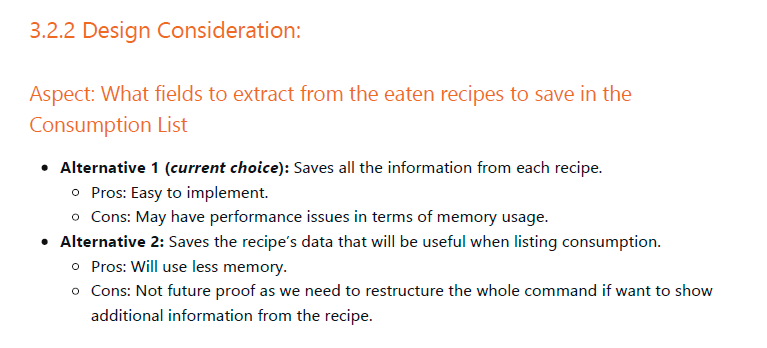 3.2.2 Design Consideration:
Aspect: What fields to extract from the eaten recipes to save in the
Consumption List
• Alternative 1 (current choice): Saves all the information from each recipe.
◦ Pros: Easy to implement.
◦ Cons: May have performance issues in terms of memory usage.
• Alternative 2: Saves the recipe's data that will be useful when listing consumption.
◦ Pros: Will use less memory.
◦ Cons: Not future proof as we need to restructure the whole command if want to show
additional information from the recipe.